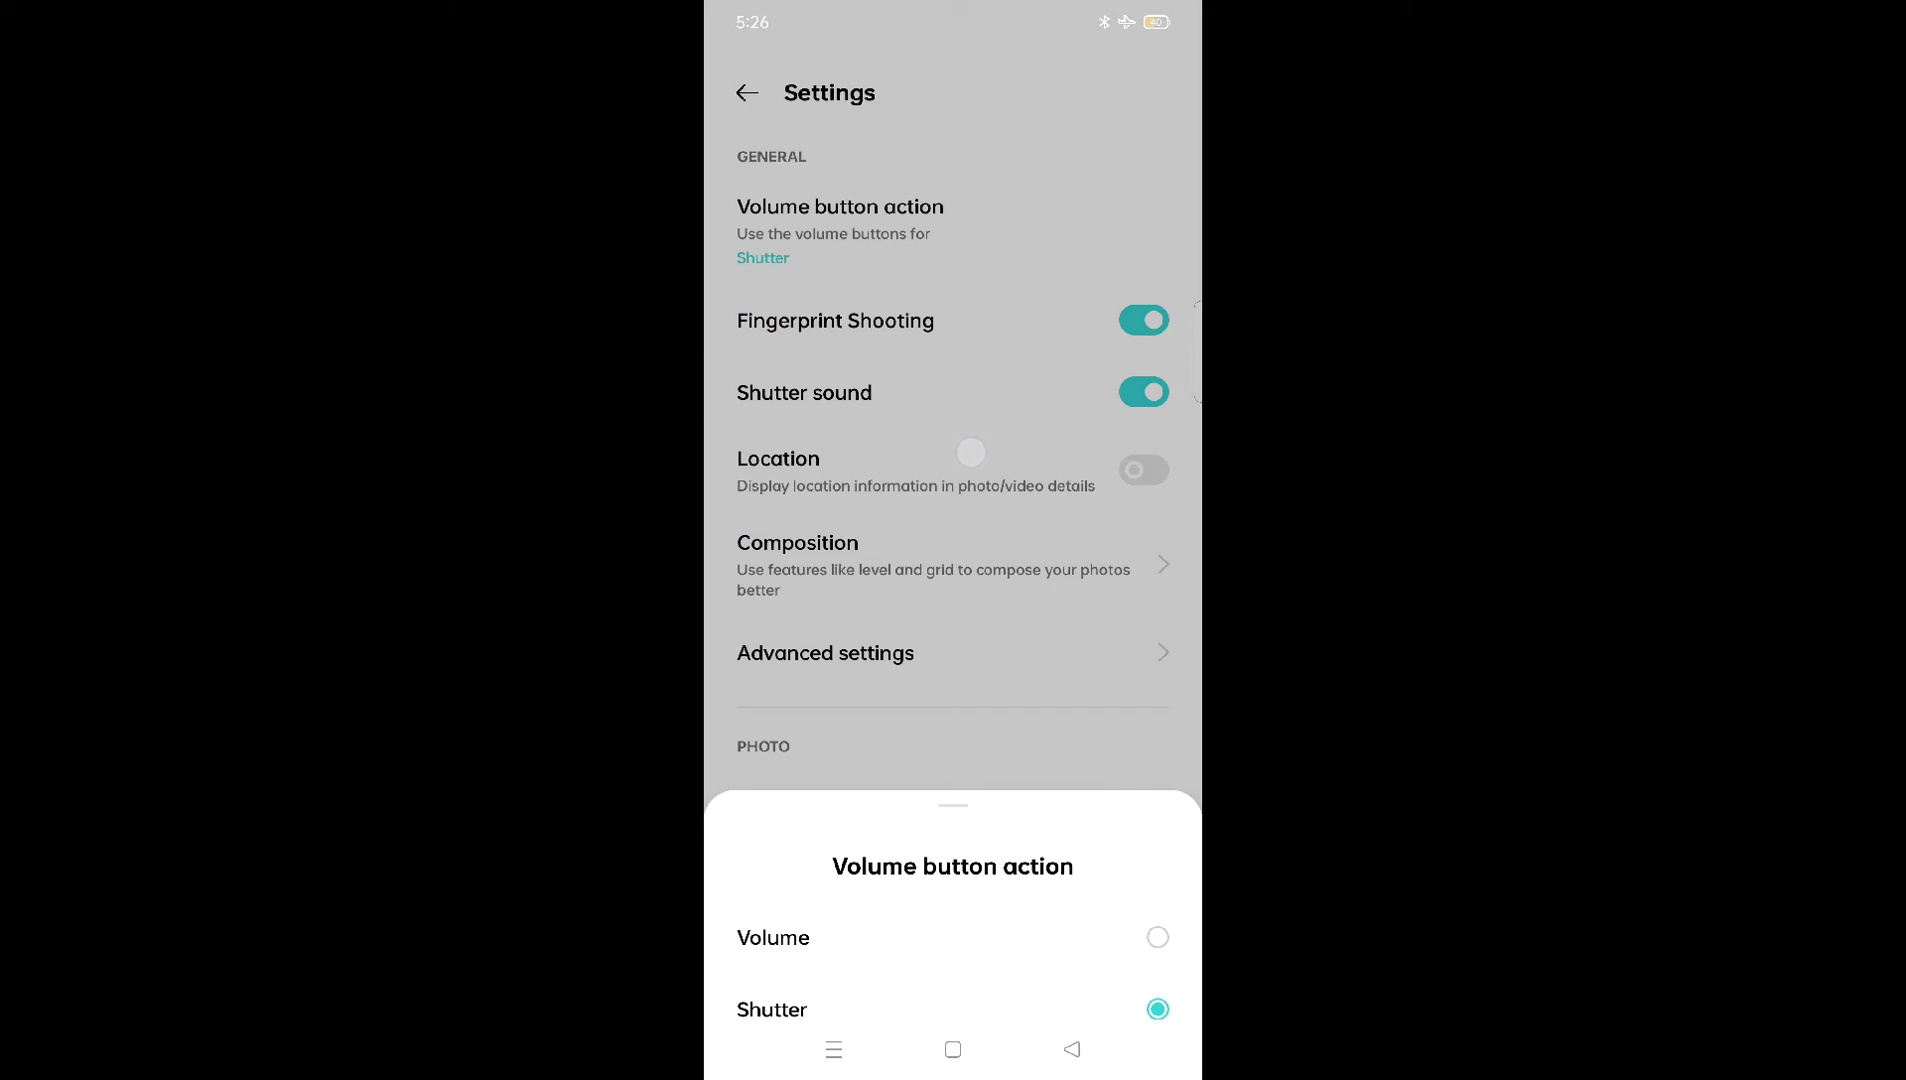 5:26
40
Settings
GENERAL
Volume button action
Use the volume buttons for
Shutter
Fingerprint Shooting
Shutter sound
Location
Display location information in photo/video details
Composition
Use features like level and grid to compose your photos
better
Advanced settings
PHOTO
Volume button action
Volume
Shutter